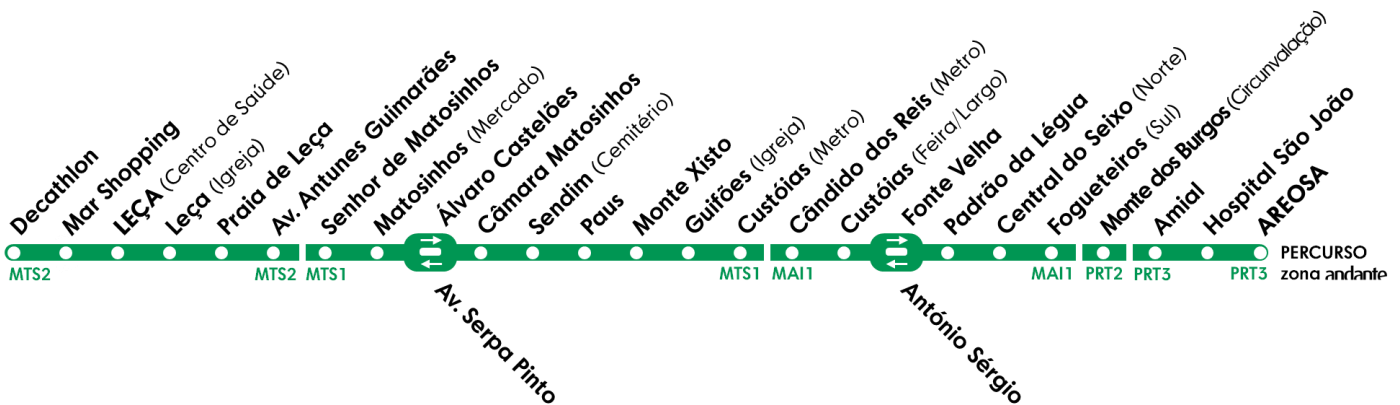 Decathlon
Mar Shopping
LEÇA (Centro de Saúde)
Leça (Igreja)
Praia de Leça
Av. Antunes Guimarães
Senhor de Matosinhos
Matosinhos (Mercado)
Álvaro Castelões
Câmara Matosinhos
Sendim (Cemitério)
Paus
Monte Xisto
Guifões (Igreja)
Custóias (Metro)
Cândido dos Reis (Metro)
Custóias (Feira/Largo)
Fonte Velha
Padrão da Légua
Central do Seixo (Norte)
Fogueteiros (Sul)
Monte dos Burgos (Circunvalação)
Amial
Hospital São João
AREOSA
PERCURSO
MTS2
MTS2
MTS1
MTS1
MAI1
MAI1
PRT2
PRT3
PRT3
zona andante
Av. Serpa Pinto
António Sérgio